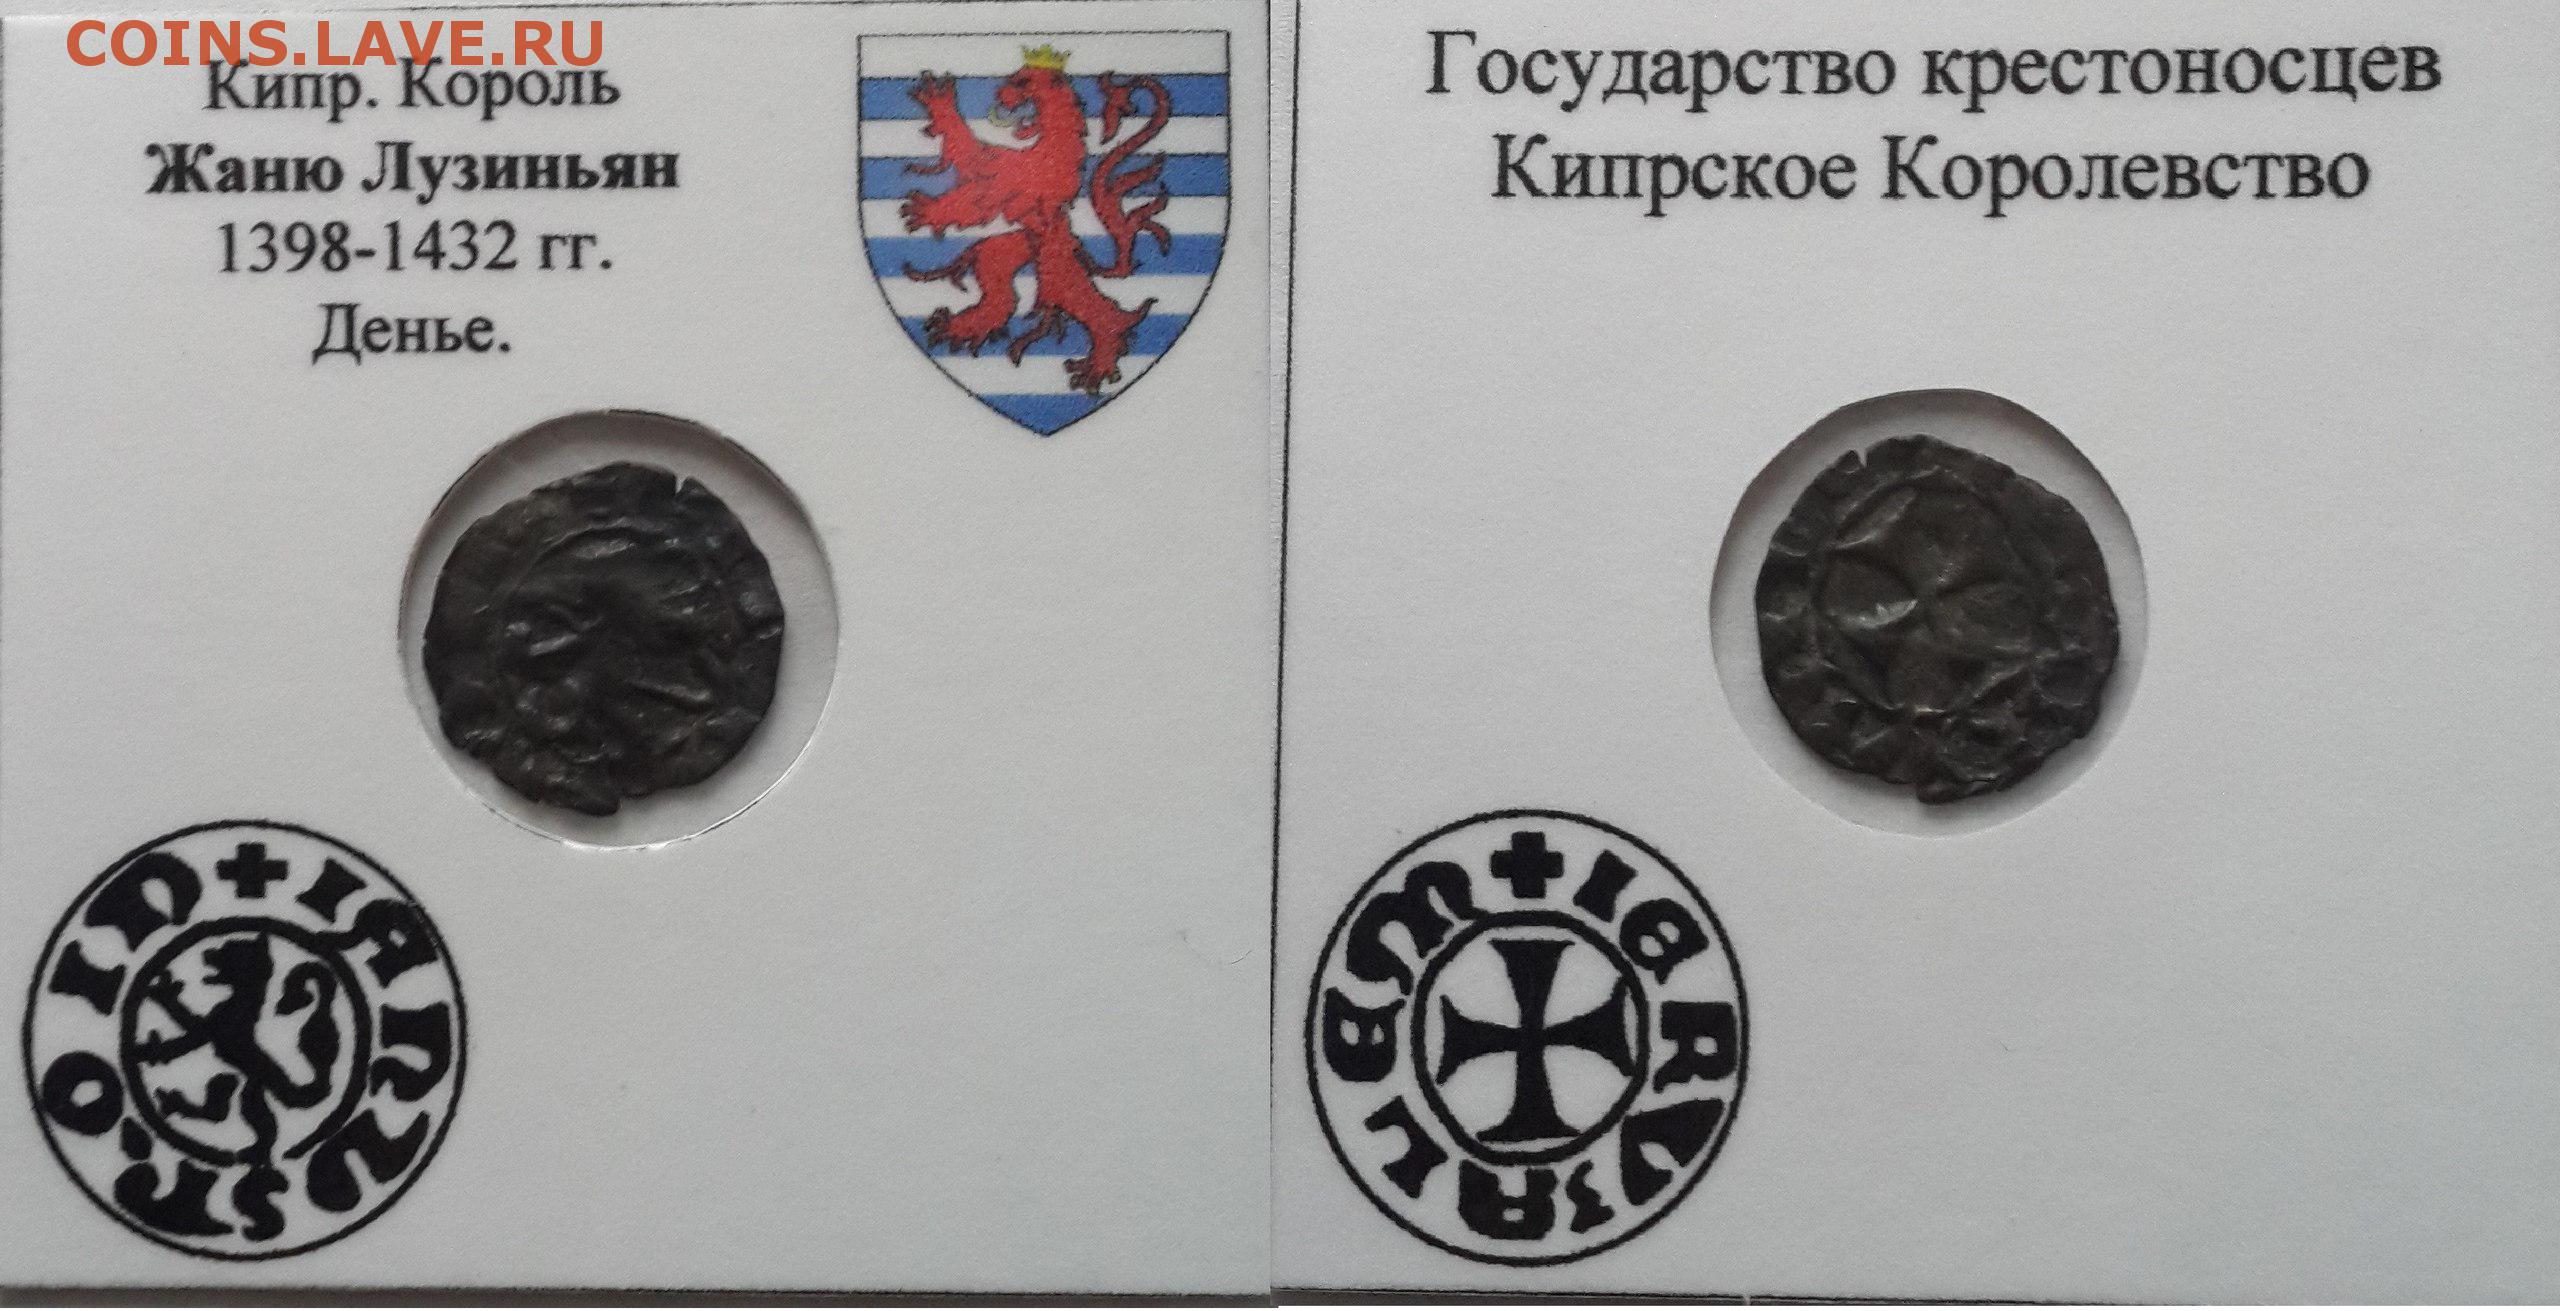 COINS.LAVE.RU
Кипр. Король
Жаню Лузиньян
1398-1432 гг.
Денье.
Государство крестоносцев
Кипрское Королевство